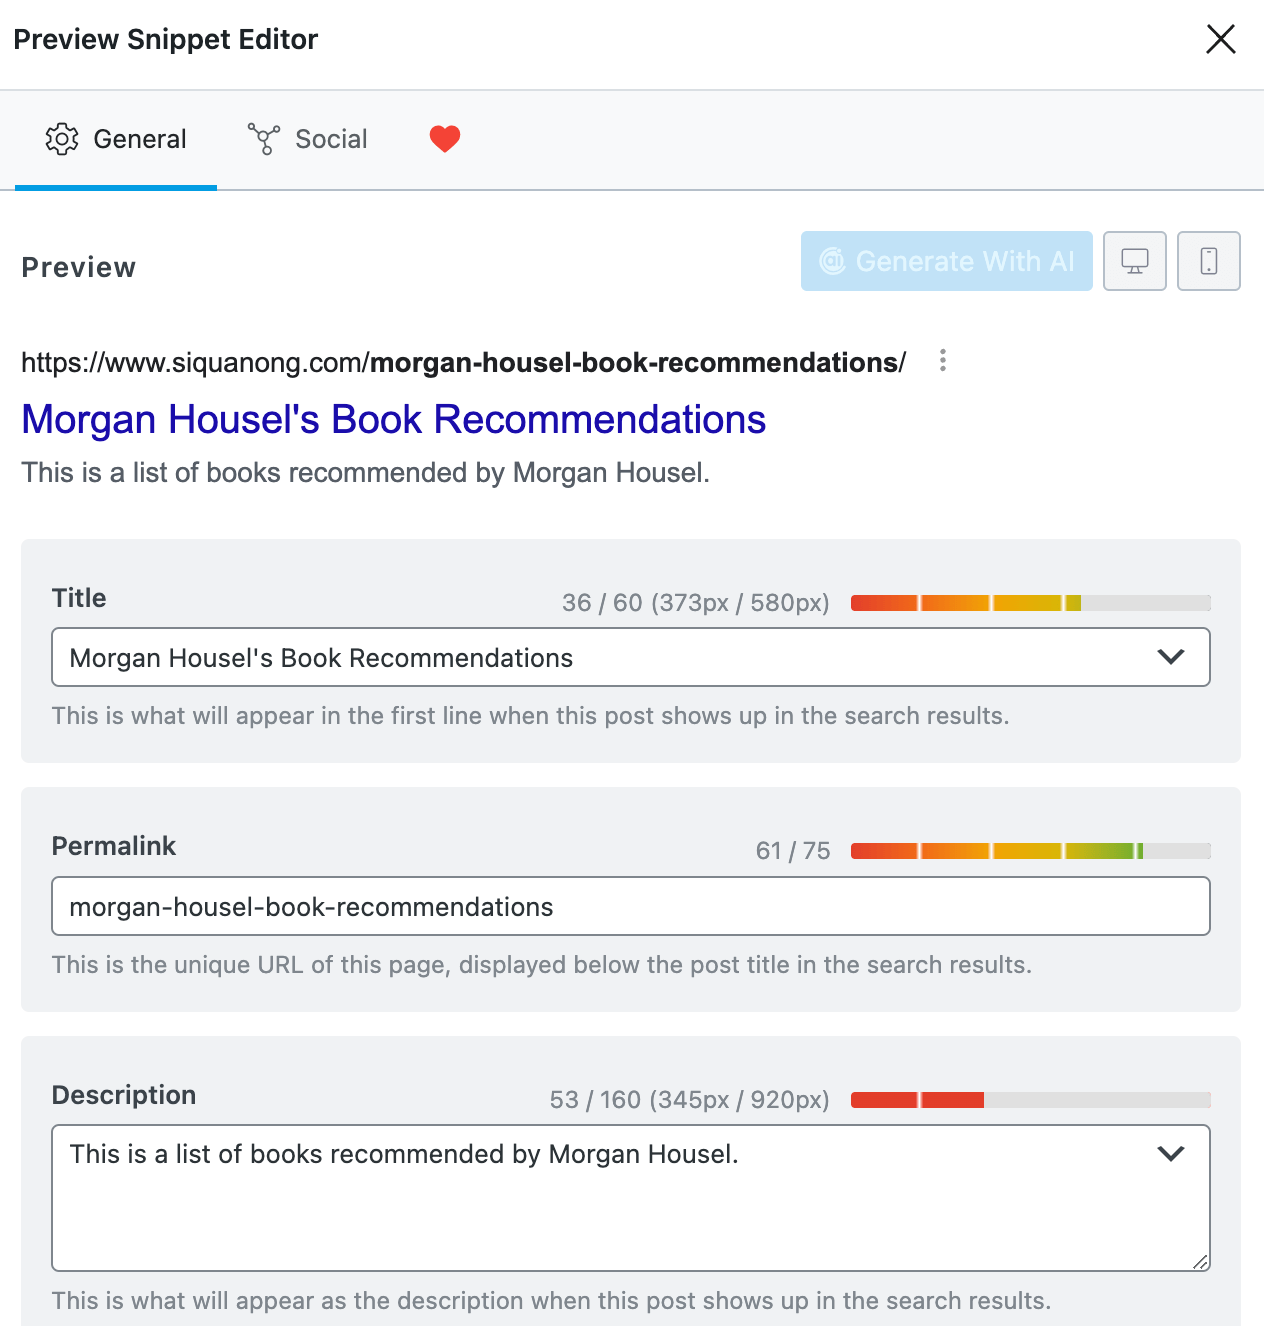 Preview Snippet Editor
General
Social
Preview
Generate With AI
https://www.siquanong.com/morgan-housel-book-recommendations/
Morgan Housel's Book Recommendations
This is a list of books recommended by Morgan Housel.
Title
36 / 60 (373px / 580px)
Morgan Housel's Book Recommendations
This is what will appear in the first line when this post shows up in the search results.
Permalink
61 / 75
morgan-housel-book-recommendations
This is the unique URL of this page, displayed below the post title in the search results.
Description
53 / 160 (345px / 920px)
This is a list of books recommended by Morgan Housel.
This is what will appear as the description when this post shows up in the search results.